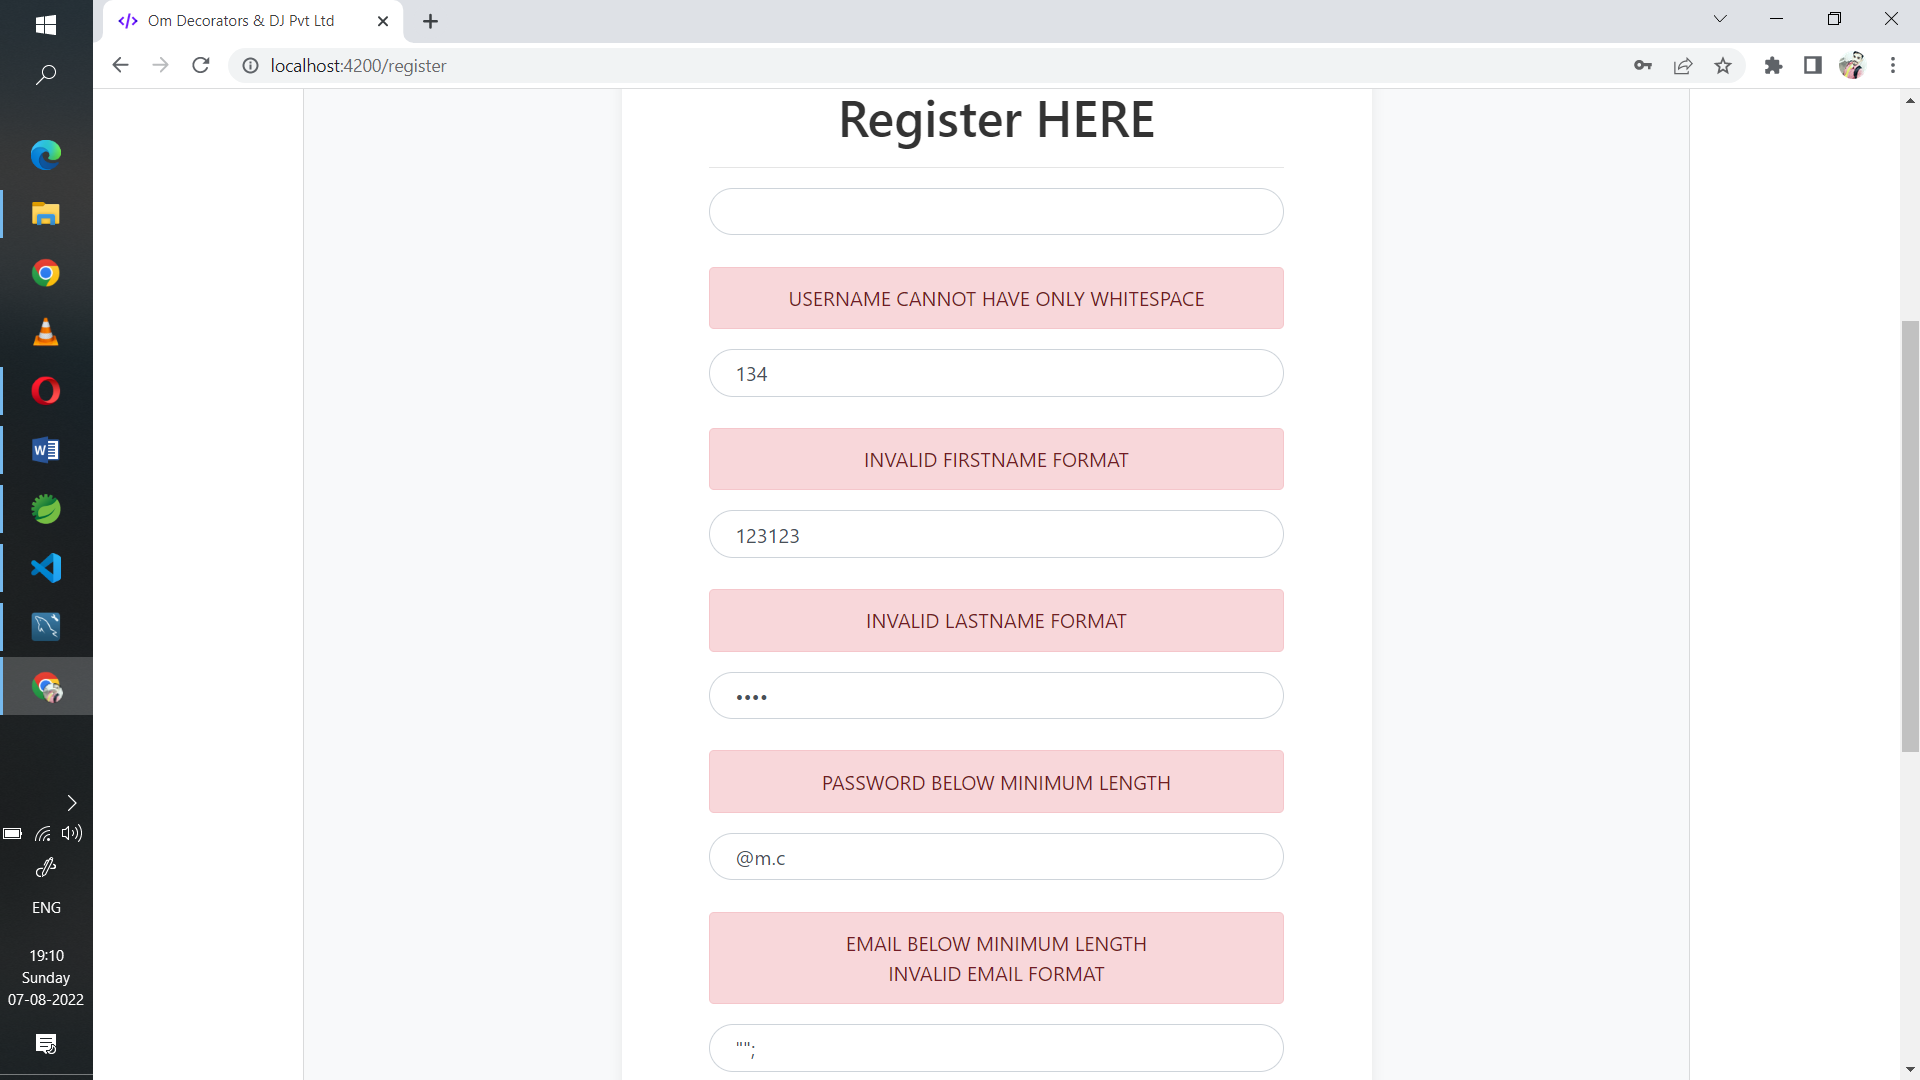 Om Decorators & DJ Pvt Ltd
localhost:4200/register
Register HERE
USERNAME CANNOT HAVE ONLY WHITESPACE
134
INVALID FIRSTNAME FORMAT
123123
INVALID LASTNAME FORMAT
••••
PASSWORD BELOW MINIMUM LENGTH
@m.c
EMAIL BELOW MINIMUM LENGTH
INVALID EMAIL FORMAT
"";
ENG
19:10
Sunday
07-08-2022